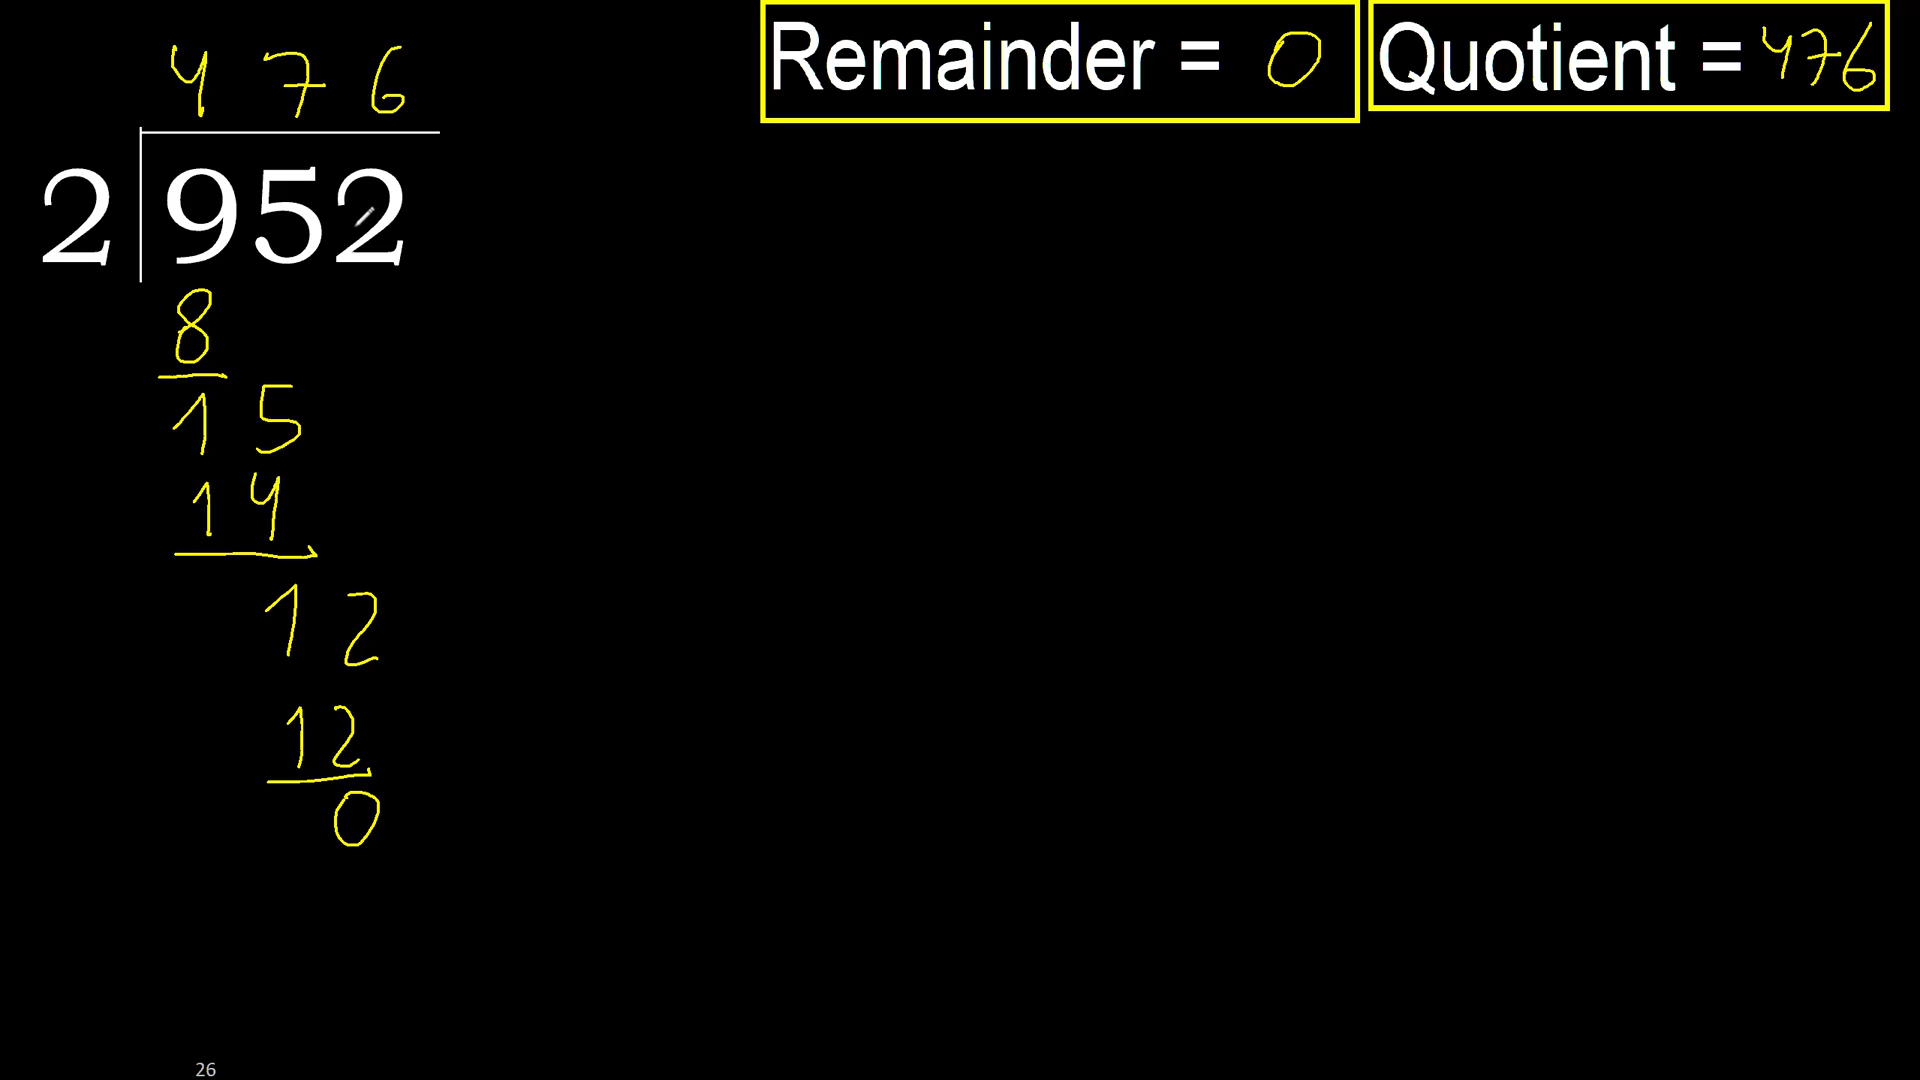 4 7 6
Remainder = 0
Quotient = 476
2 952
8
1 5
1 4
1 2
12
0
26